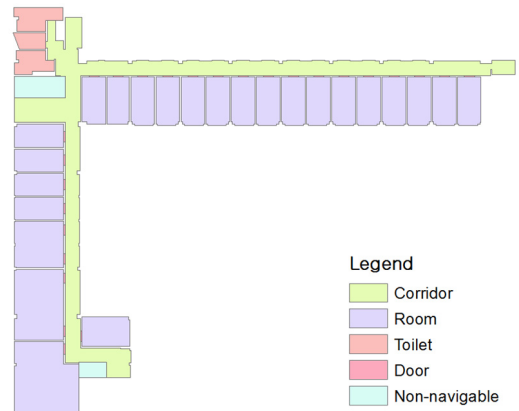 Legend
Corridor
Room
Toilet
Door
Non-navigable